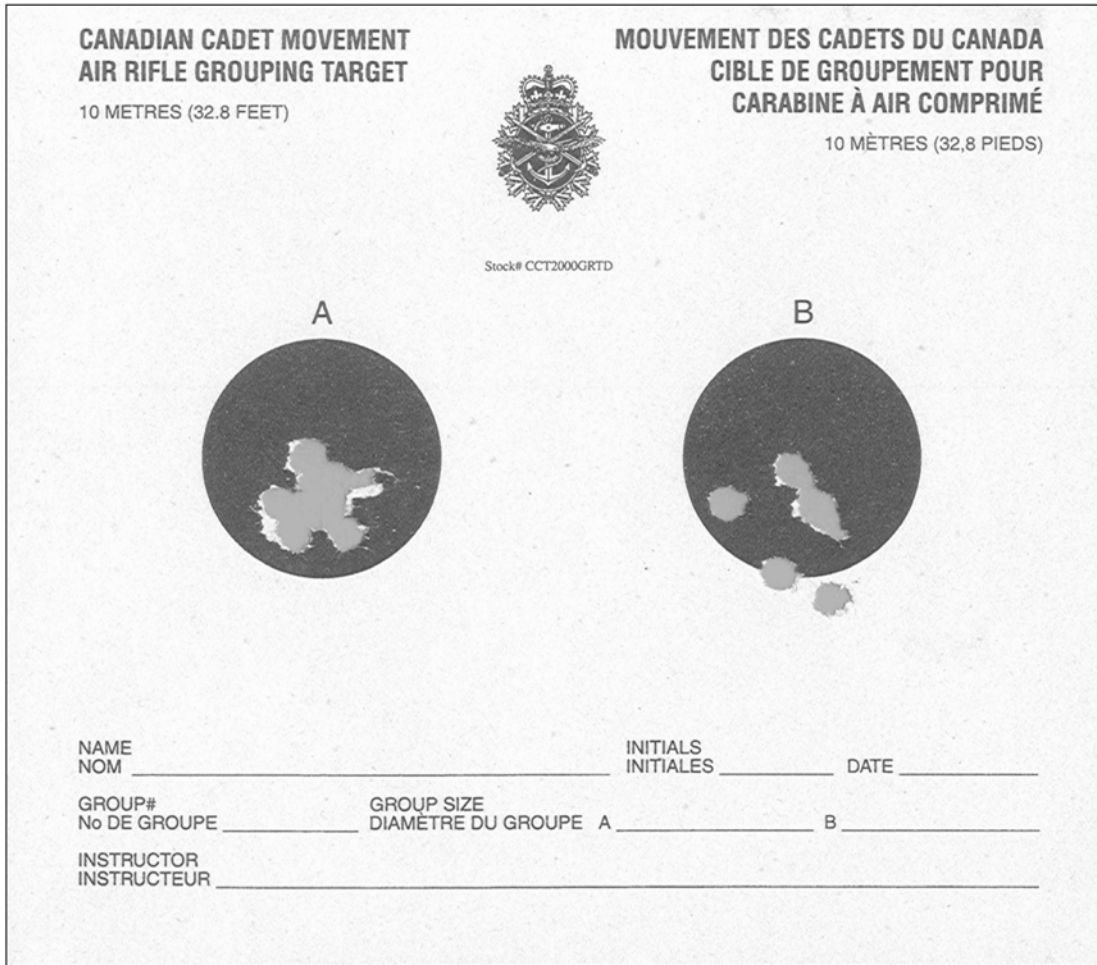 CANADIAN CADET MOVEMENT
AIR RIFLE GROUPING TARGET
10 METRES (32.8 FEET)
MOUVEMENT DES CADETS DU CANADA
CIBLE DE GROUPEMENT POUR
CARABINE À AIR COMPRIMÉ
10 MÈTRES (32,8 PIEDS)
Stock# CCT2000GRTD
A
B
NAME
NOM
INITIALS
INITIALES
DATE
GROUP#
No DE GROUPE
GROUP SIZE
DIAMÈTRE DU GROUPE A
B
INSTRUCTOR
INSTRUCTEUR